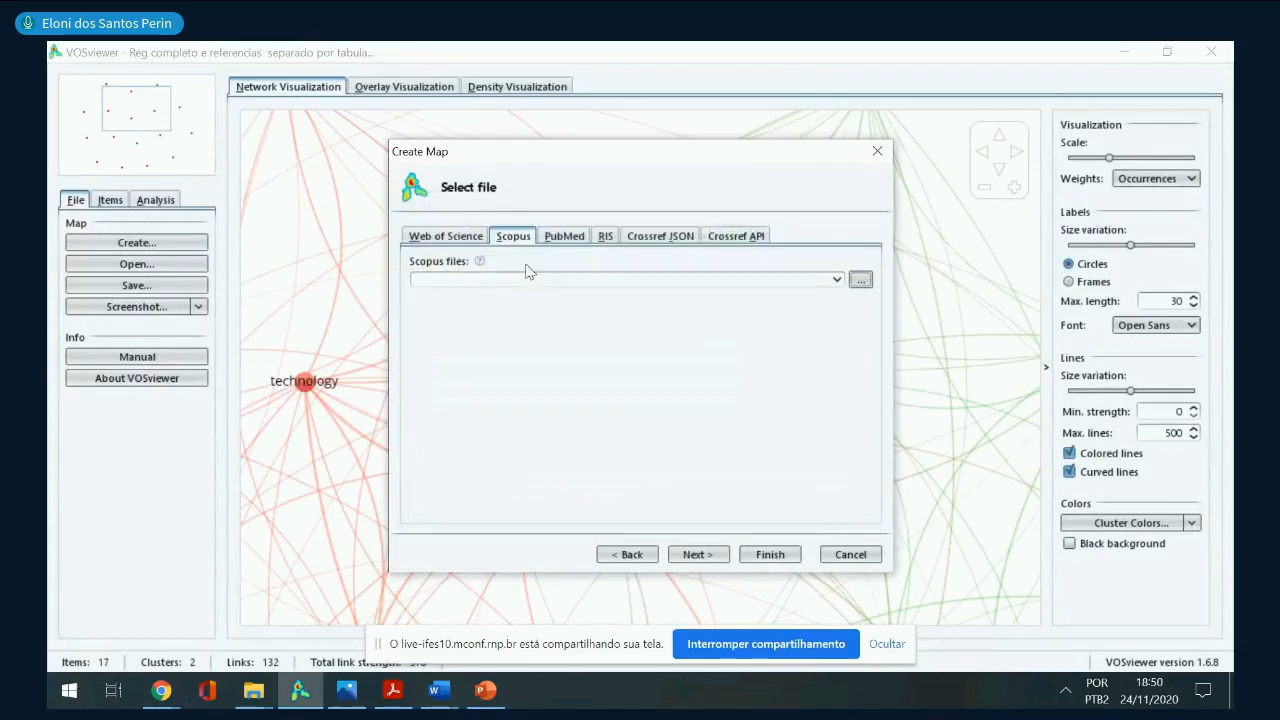 Eloni dos Santos Perin
VOSviewer - Reg completo e referencias separado por tabula...
Network Visualization Overlay Visualization Density Visualization
File Items Analysis
Map
Create...
Open...
Save...
Screenshot...
Info
Manual
About VOSviewer
technology
Create Map
Select file
Web of Science Scopus PubMed RIS Crossref JSON Crossref API
Scopus files: ?
...
< Back Next > Finish Cancel
Visualization
Scale:
Weights: Occurrences
Labels
Size variation:
Circles
Frames
Max. length: 30
Font: Open Sans
Lines
Size variation:
Min. strength: 0
Max. lines: 500
Colored lines
Curved lines
Colors
Cluster Colors...
Black background
O live-ifes10.mconf.rnp.br está compartilhando sua tela. Interromper compartilhamento Ocultar
Items: 17 Clusters: 2 Links: 132 Total link strength: VOSviewer version 1.6.8
POR
PTB2
18:50
24/11/2020